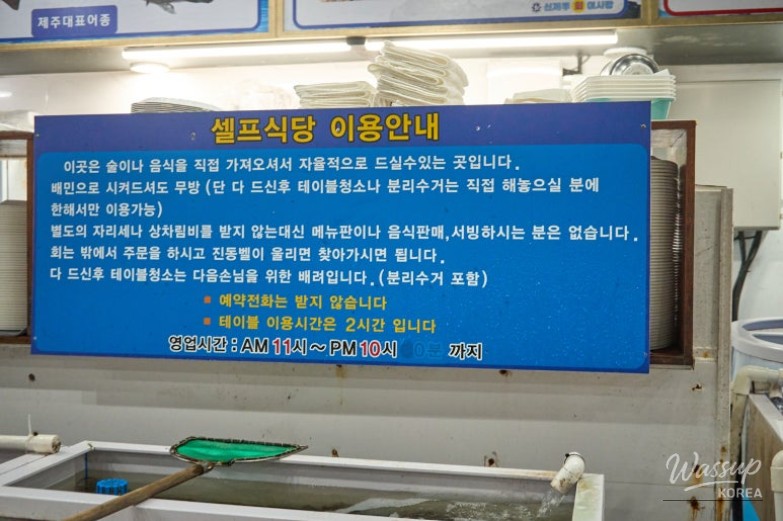 제주대표어종
셀프식당 이용안내
이곳은 술이나 음식을 직접 가져오셔서 자율적으로 드실수있는 곳입니다.
배민으로 시켜드셔도 무방 (단 다 드신후 테이블청소나 분리수거는 직접 해놓으실 분에
한해서만 이용가능)
별도의 자리세나 상차림비를 받지 않는대신 메뉴판이나 음식판매,서빙하시는 분은 없습니다.
회는 밖에서 주문을 하시고 진동벨이 울리면 찾아가시면 됩니다.
다 드신후 테이블청소는 다음손님을 위한 배려입니다.(분리수거 포함)
▪ 예약전화는 받지 않습니다
▪ 테이블 이용시간은 2시간 입니다
영업시간 : AM 11시~PM 10시 까지
Wassup
KOREA